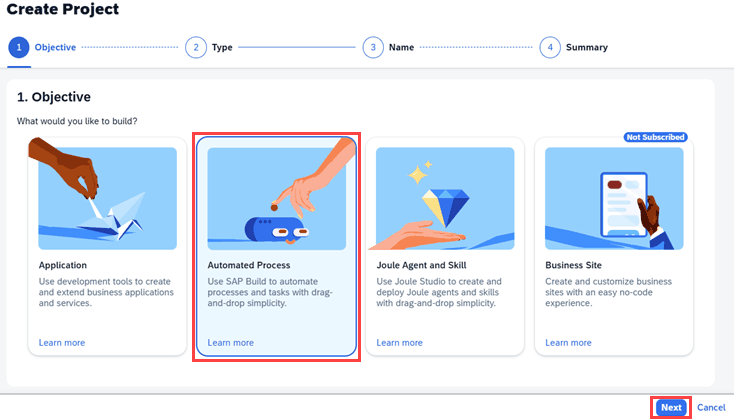 Create Project
1 Objective 2 Type 3 Name 4 Summary
1. Objective
What would you like to build?
Application
Use development tools to create
and extend business applications
and services.
Learn more
Automated Process
Use SAP Build to automate
processes and tasks with drag-
and-drop simplicity.
Learn more
Joule Agent and Skill
Use Joule Studio to create and
deploy Joule agents and skills
with drag-and-drop simplicity.
Learn more
Not Subscribed
Business Site
Create and customize business
sites with an easy no-code
experience.
Learn more
Next Cancel